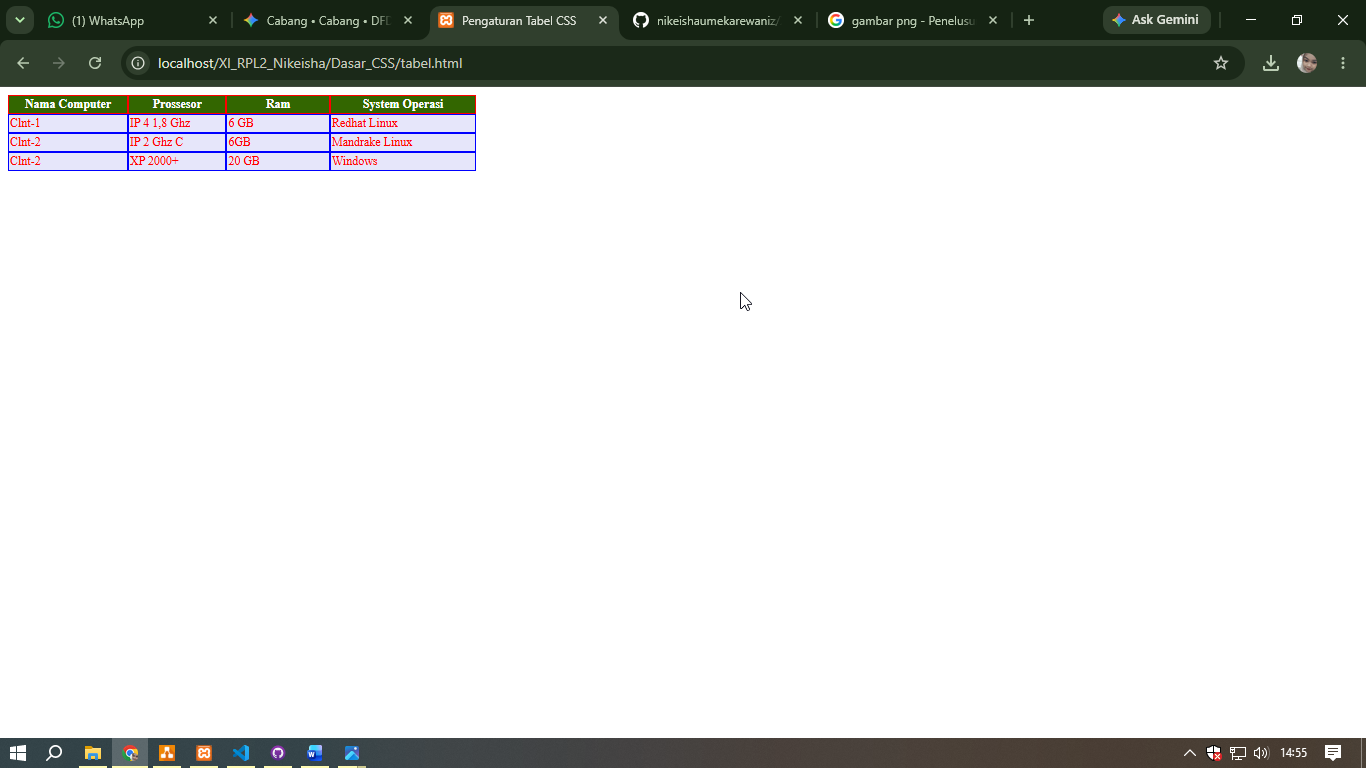 (1) WhatsApp
Cabang • Cabang • DFD
Pengaturan Tabel CSS
nikeishaumekarewaniz/
gambar png - Penelusu
Ask Gemini
localhost/XI_RPL2_Nikeisha/Dasar_CSS/tabel.html
Nama Computer Prossesor Ram System Operasi
Clnt-1 IP 4 1,8 Ghz 6 GB Redhat Linux
Clnt-2 IP 2 Ghz C 6GB Mandrake Linux
Clnt-2 XP 2000+ 20 GB Windows
14:55